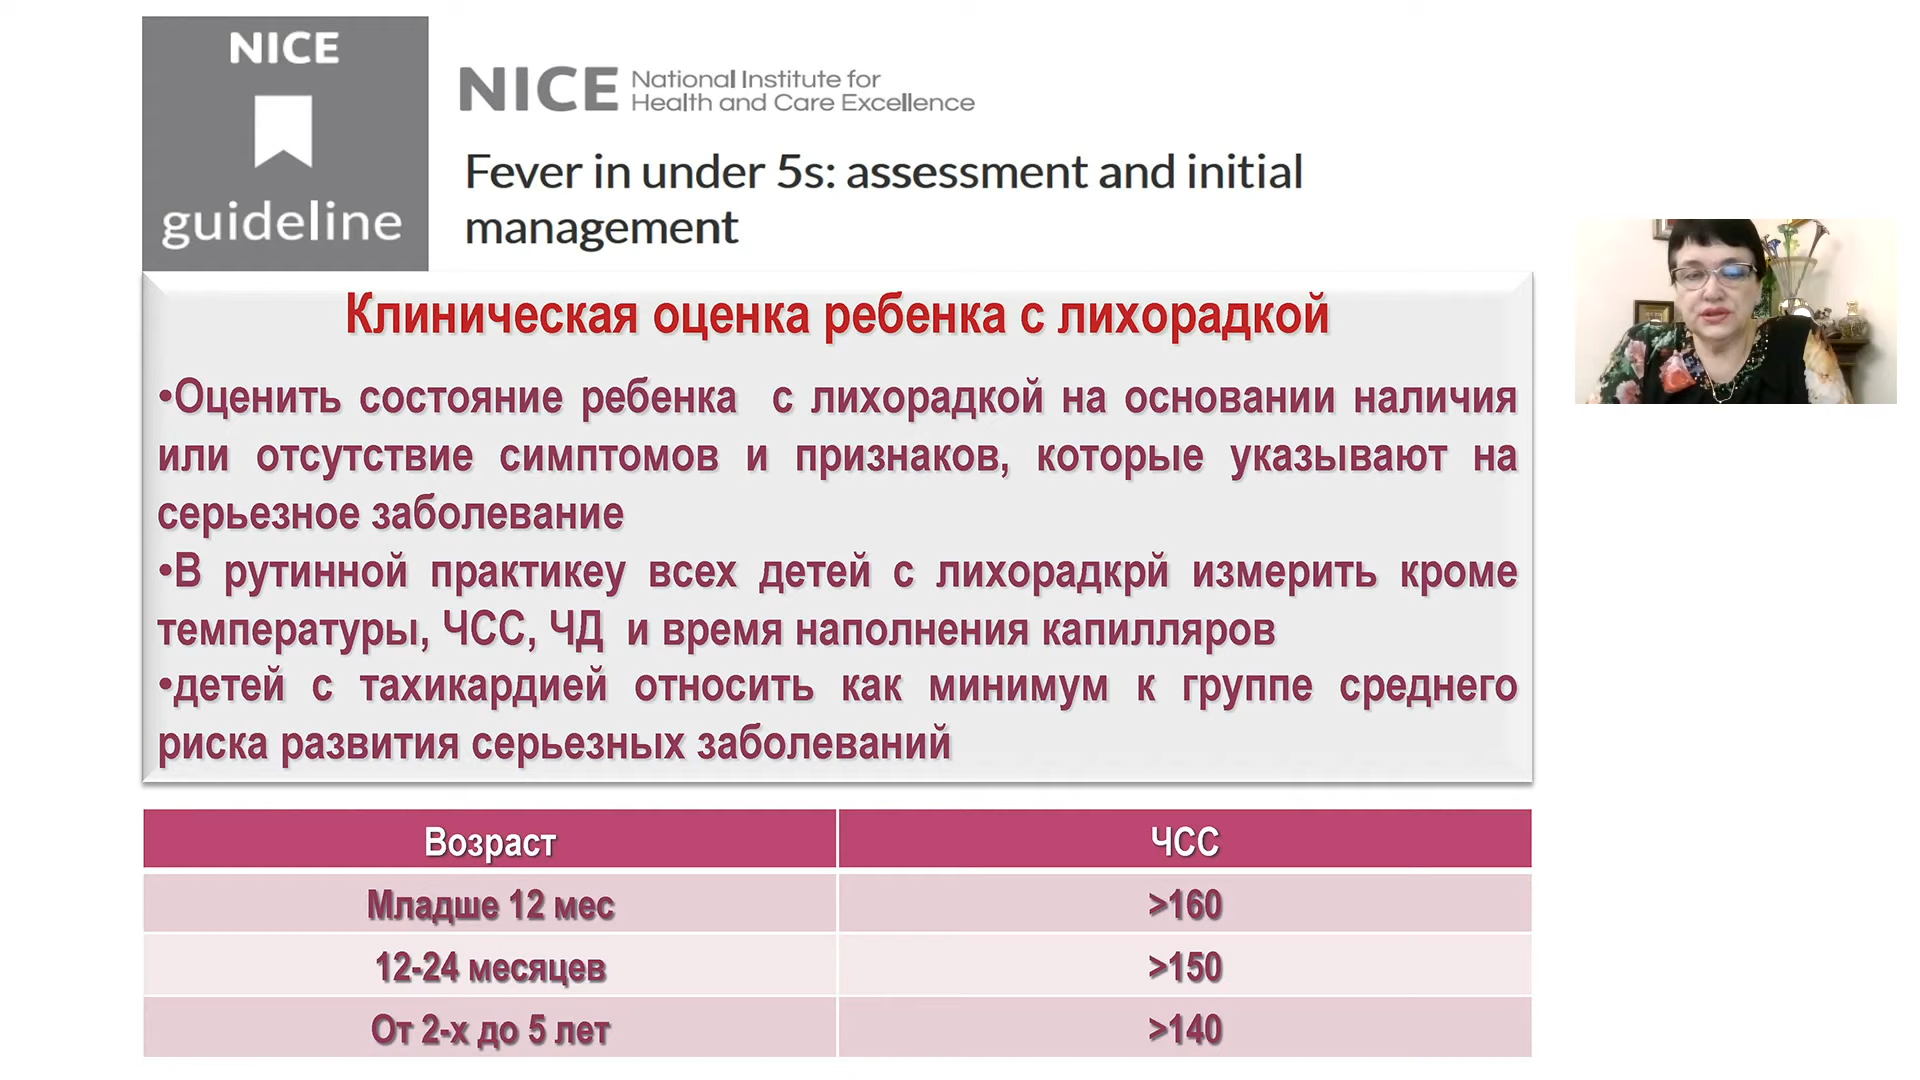 NICE
guideline
NICE National Institute for
Health and Care Excellence
Fever in under 5s: assessment and initial
management
Клиническая оценка ребенка с лихорадкой
•Оценить состояние ребенка с лихорадкой на основании наличия
или отсутствие симптомов и признаков, которые указывают на
серьезное заболевание
•В рутинной практикеу всех детей с лихорадкрй измерить кроме
температуры, ЧСС, ЧД и время наполнения капилляров
•детей с тахикардией относить как минимум к группе среднего
риска развития серьезных заболеваний
Возраст ЧСС
Младше 12 мес >160
12-24 месяцев >150
От 2-х до 5 лет >140